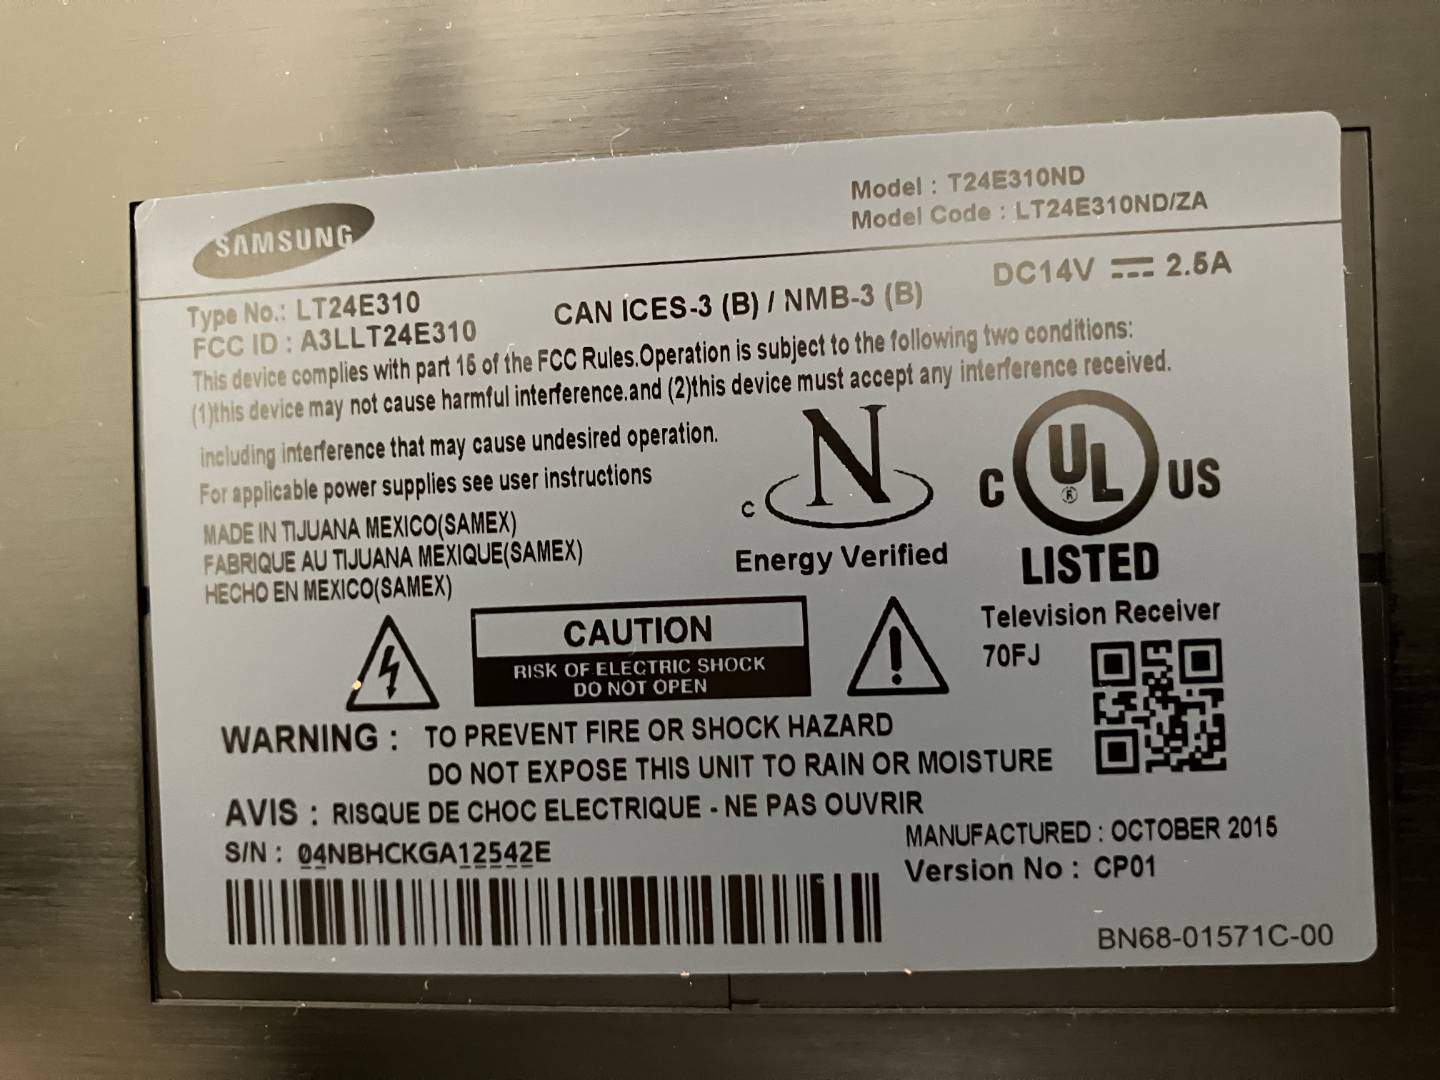 SAMSUNG
Model : T24E310ND
Model Code : LT24E310ND/ZA
Type No.: LT24E310
FCC ID : A3LLT24E310
CAN ICES-3 (B) / NMB-3 (B)
DC14V ⎓ 2.5A
This device complies with part 15 of the FCC Rules.Operation is subject to the following two conditions:
(1)this device may not cause harmful interference.and (2)this device must accept any interference received.
including interference that may cause undesired operation.
For applicable power supplies see user instructions
MADE IN TIJUANA MEXICO(SAMEX)
FABRIQUE AU TIJUANA MEXIQUE(SAMEX)
HECHO EN MEXICO(SAMEX)
C N
Energy Verified
C UL ® US
LISTED
Television Receiver
70FJ
CAUTION
RISK OF ELECTRIC SHOCK
DO NOT OPEN
WARNING : TO PREVENT FIRE OR SHOCK HAZARD
DO NOT EXPOSE THIS UNIT TO RAIN OR MOISTURE
AVIS : RISQUE DE CHOC ELECTRIQUE - NE PAS OUVRIR
S/N : 04NBHCKGA12542E
MANUFACTURED : OCTOBER 2015
Version No : CP01
BN68-01571C-00